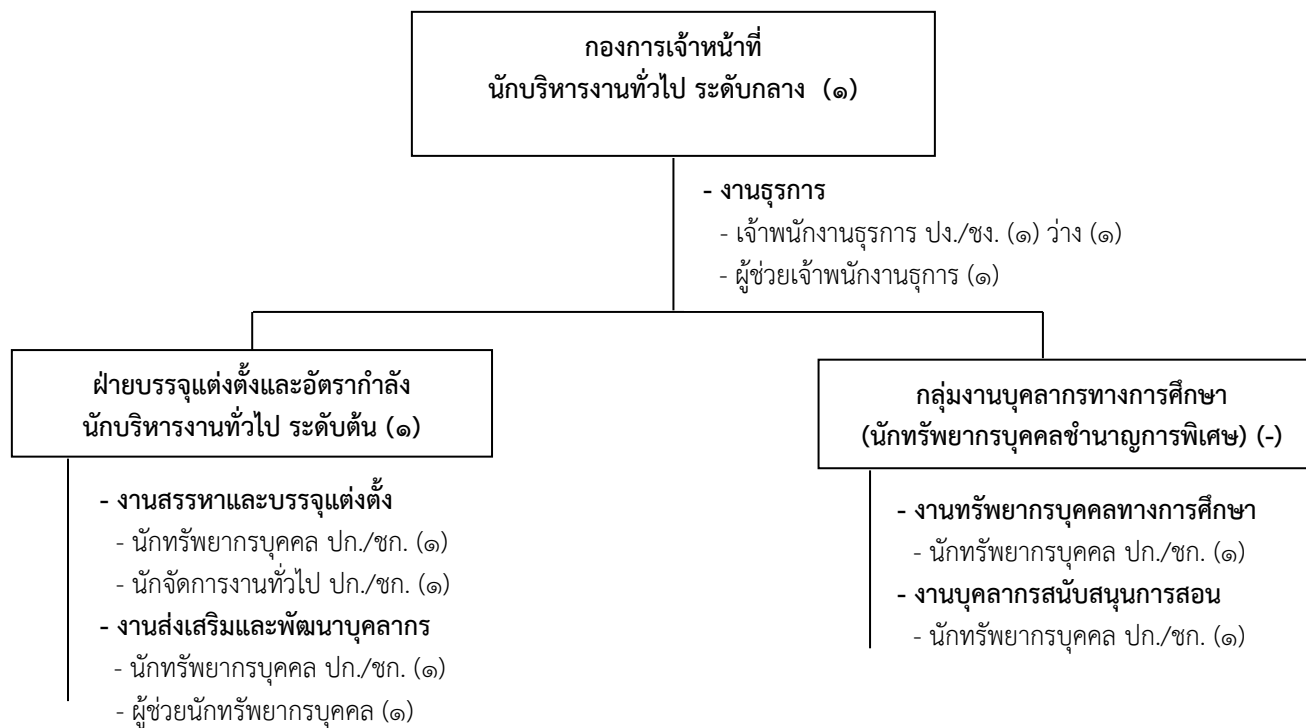 กองการเจ้าหน้าที่
นักบริหารงานทั่วไป ระดับกลาง (๑)
- งานธุรการ
- เจ้าพนักงานธุรการ ปง./ชง. (๑) ว่าง (๑)
- ผู้ช่วยเจ้าพนักงานธุการ (๑)
ฝ่ายบรรจุแต่งตั้งและอัตรากำลัง
นักบริหารงานทั่วไป ระดับต้น (๑)
- งานสรรหาและบรรจุแต่งตั้ง
- นักทรัพยากรบุคคล ปก./ชก. (๑)
- นักจัดการงานทั่วไป ปก./ชก. (๑)
- งานส่งเสริมและพัฒนาบุคลากร
- นักทรัพยากรบุคคล ปก./ชก. (๑)
- ผู้ช่วยนักทรัพยากรบุคคล (๑)
กลุ่มงานบุคลากรทางการศึกษา
(นักทรัพยากรบุคคลชำนาญการพิเศษ) (-)
- งานทรัพยากรบุคคลทางการศึกษา
- นักทรัพยากรบุคคล ปก./ชก. (๑)
- งานบุคลากรสนับสนุนการสอน
- นักทรัพยากรบุคคล ปก./ชก. (๑)